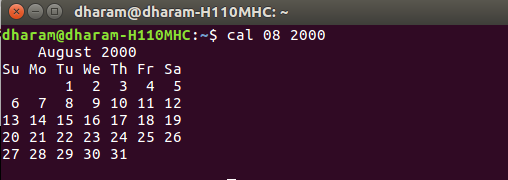 dharam@dharam-H110MHC: ~
dharam@dharam-H110MHC:~$ cal 08 2000
    August 2000
Su Mo Tu We Th Fr Sa
       1  2  3  4  5
 6  7  8  9 10 11 12
13 14 15 16 17 18 19
20 21 22 23 24 25 26
27 28 29 30 31